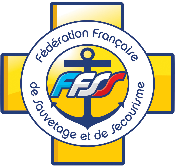 Fédération Française
FFSS
de Sauvetage et de Secourisme